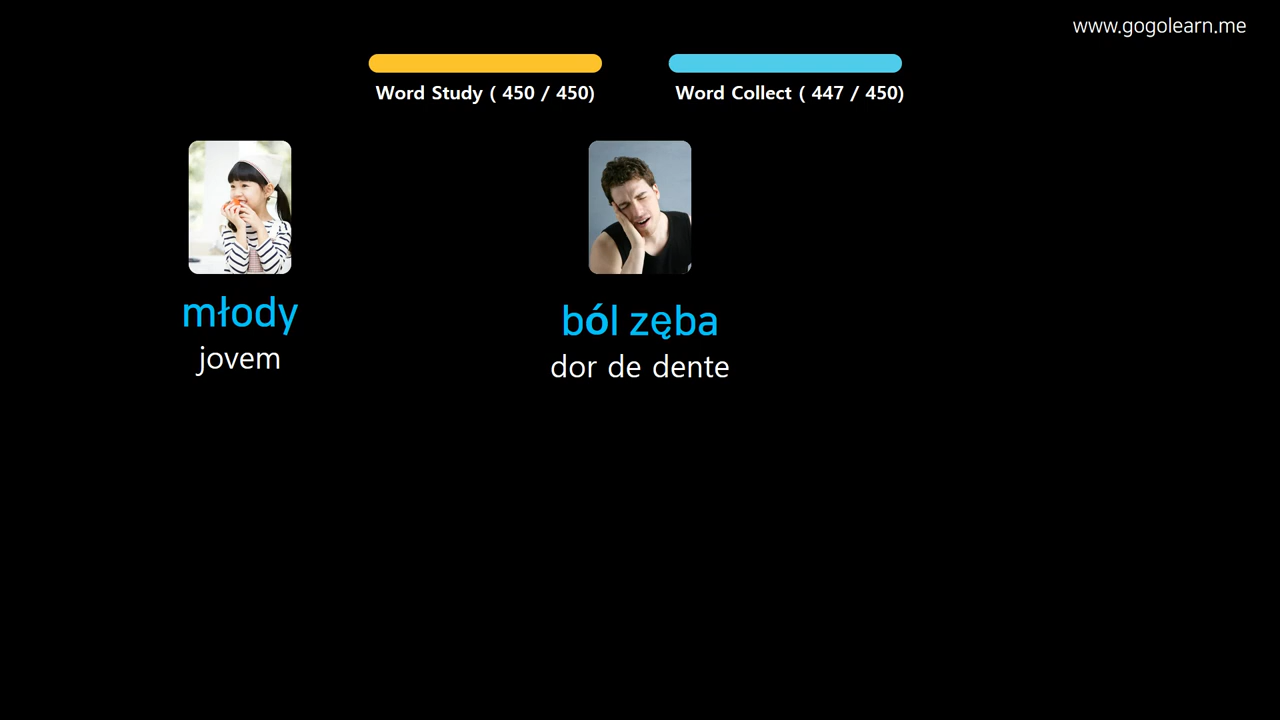 www.gogolearn.me
Word Study ( 450 / 450)
Word Collect ( 447 / 450)
młody
jovem
ból zęba
dor de dente